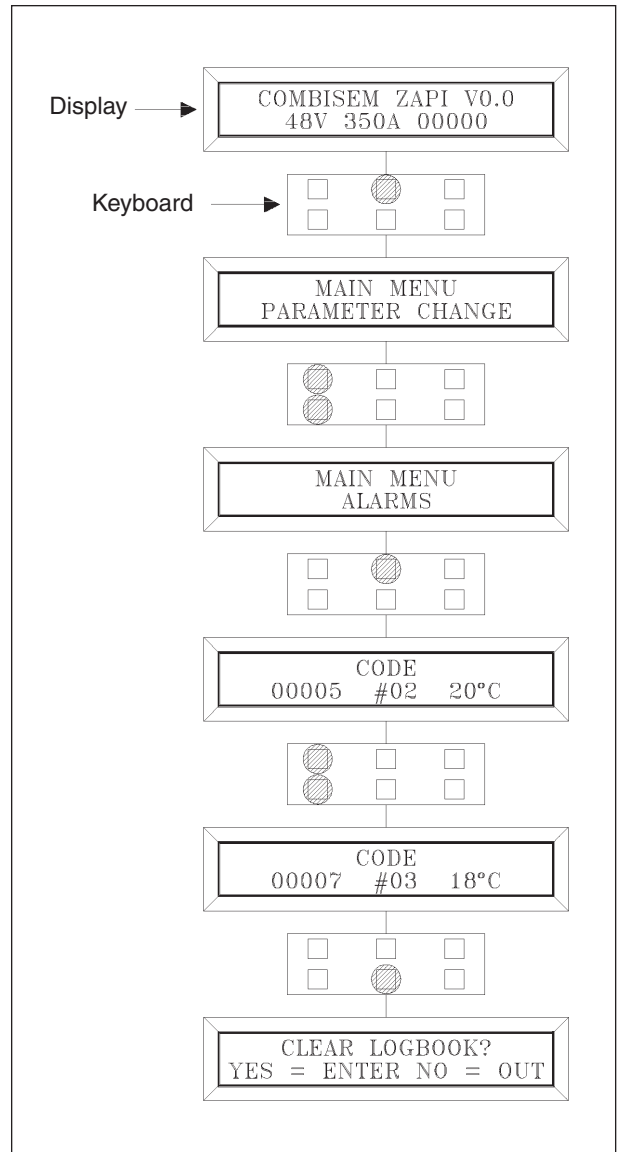 Display
COMBISEM ZAPI V0.0
48V 350A 00000
Keyboard
MAIN MENU
PARAMETER CHANGE
MAIN MENU
ALARMS
CODE
00005 #02 20°C
CODE
00007 #03 18°C
CLEAR LOGBOOK?
YES = ENTER NO = OUT